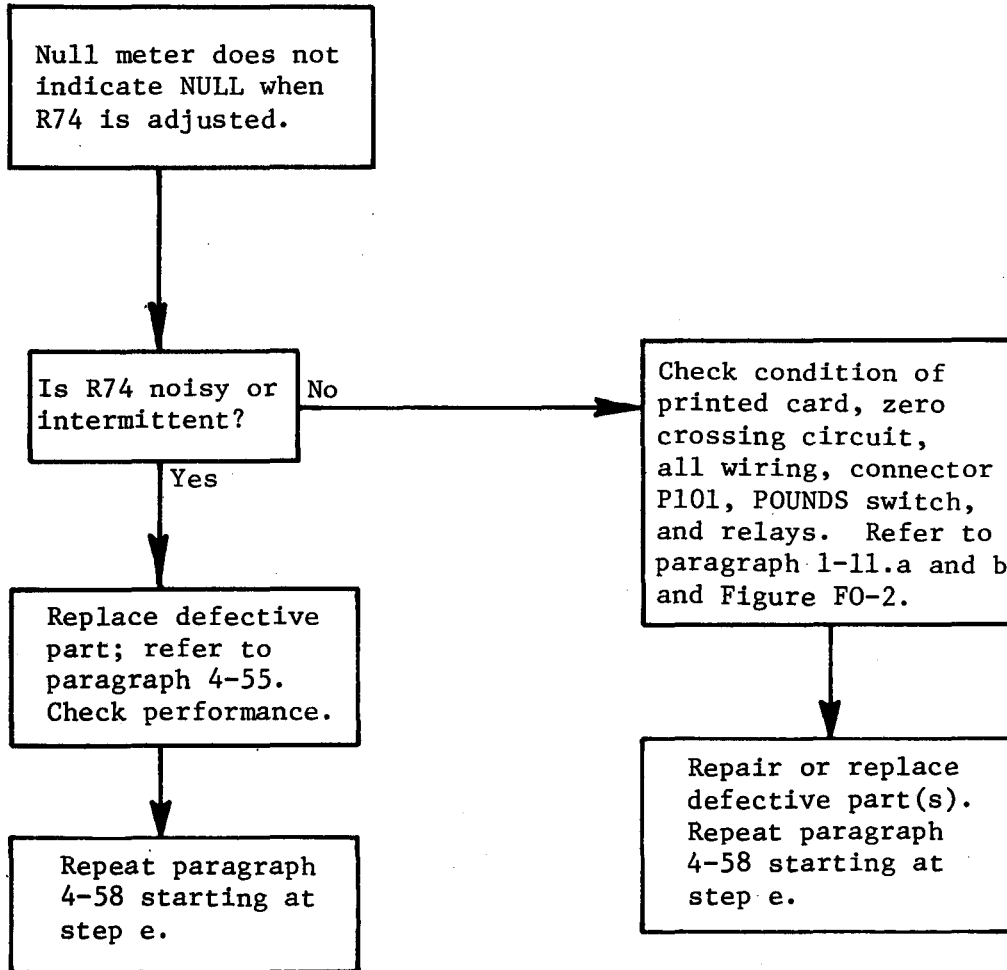 Null meter does not
indicate NULL when
R74 is adjusted.
Is R74 noisy or
intermittent?
No
Yes
Check condition of
printed card, zero
crossing circuit,
all wiring, connector
P101, POUNDS switch,
and relays. Refer to
paragraph 1-11.a and b
and Figure FO-2.
Replace defective
part; refer to
paragraph 4-55.
Check performance.
Repair or replace
defective part(s).
Repeat paragraph
4-58 starting at
step e.
Repeat paragraph
4-58 starting at
step e.